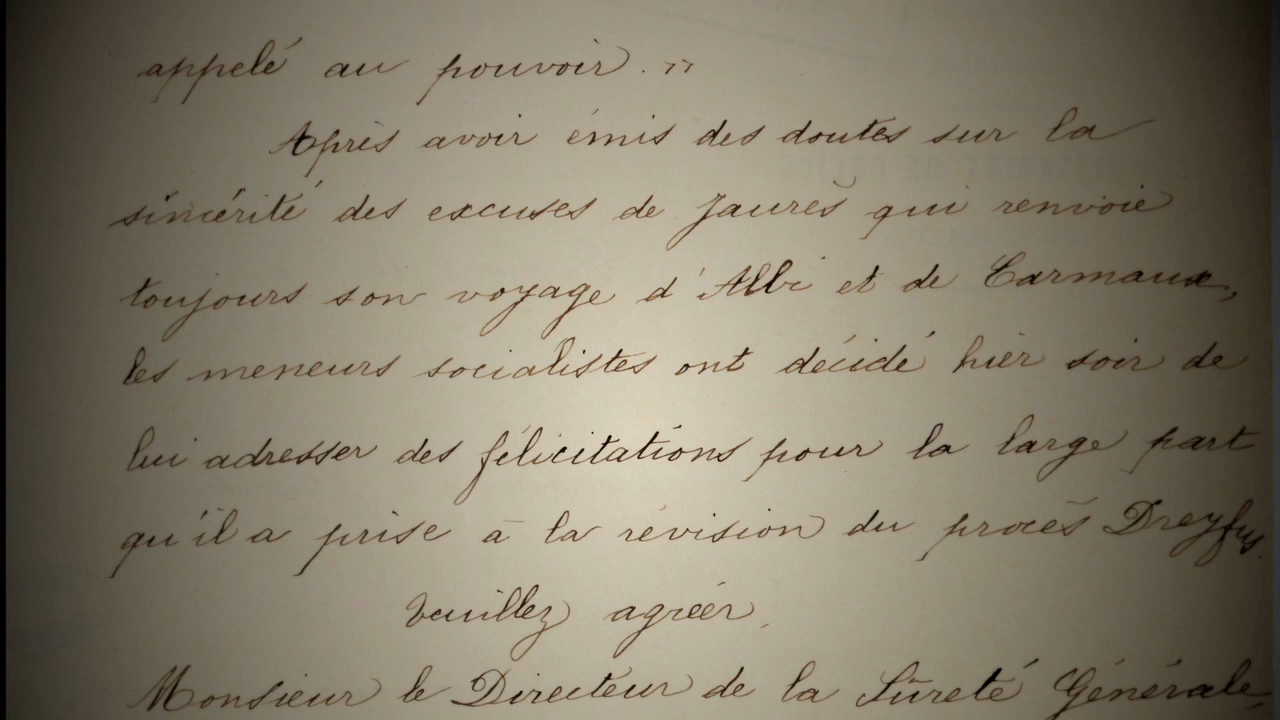 appelé au pouvoir. »
Après avoir émis des doutes sur la
sincérité des excuses de Jaurès qui renvoie
toujours son voyage d'Albi et de Carmaux,
les meneurs socialistes ont décidé hier soir de
lui adresser des félicitations pour la large part
qu'il a prise à la révision du procès Dreyfus.
Veuillez agréer,
Monsieur le Directeur de la Sûreté Générale,